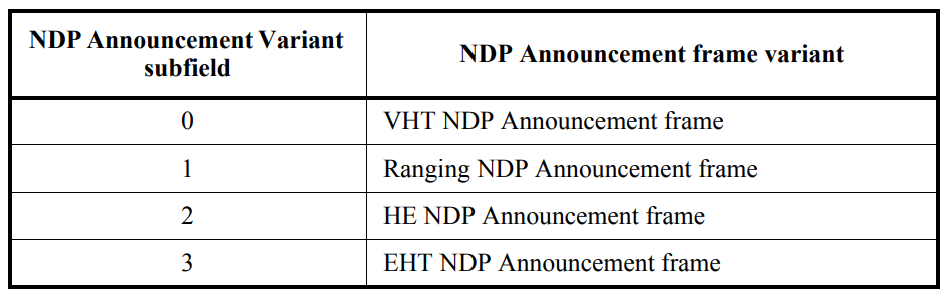 NDP Announcement Variant
subfield
NDP Announcement frame variant
0
VHT NDP Announcement frame
1
Ranging NDP Announcement frame
2
HE NDP Announcement frame
3
EHT NDP Announcement frame